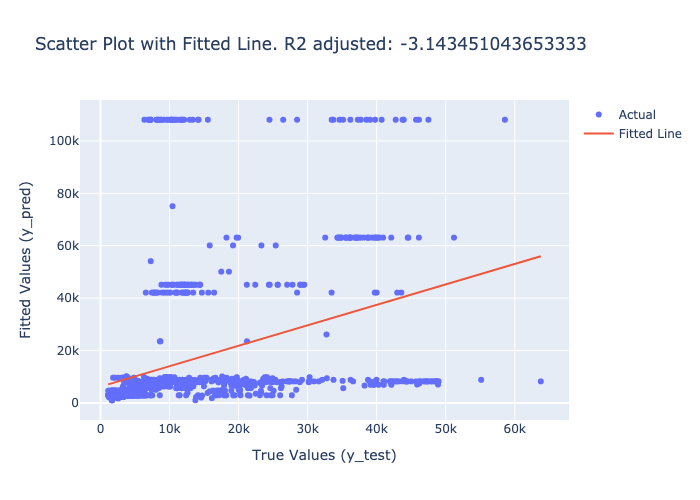 Scatter Plot with Fitted Line. R2 adjusted: -3.143451043653333
Actual
Fitted Line
100k
80k
60k
40k
20k
0
Fitted Values (y_pred)
0 10k 20k 30k 40k 50k 60k
True Values (y_test)